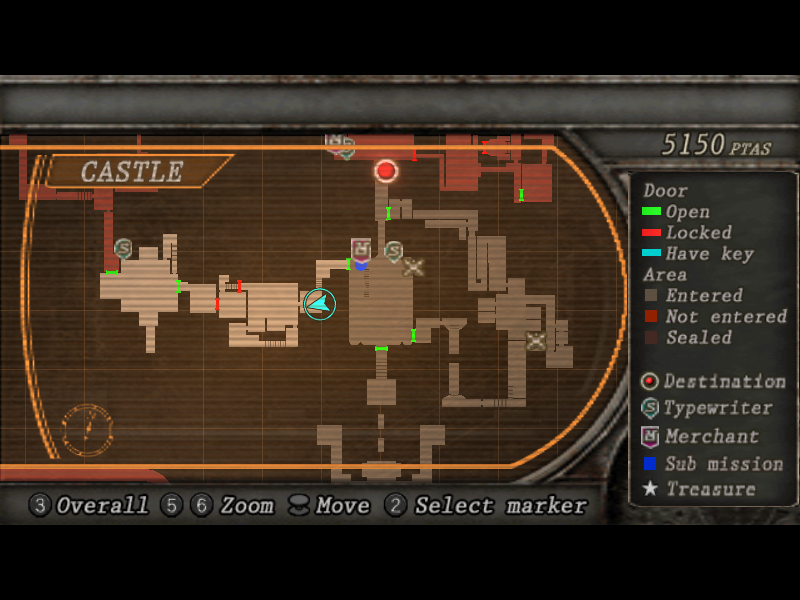 CASTLE
5150 PTAS
Door
Open
Locked
Have key
Area
Entered
Not entered
Sealed
Destination
Typewriter
Merchant
Sub mission
Treasure
3 Overall 5 6 Zoom Move 2 Select marker